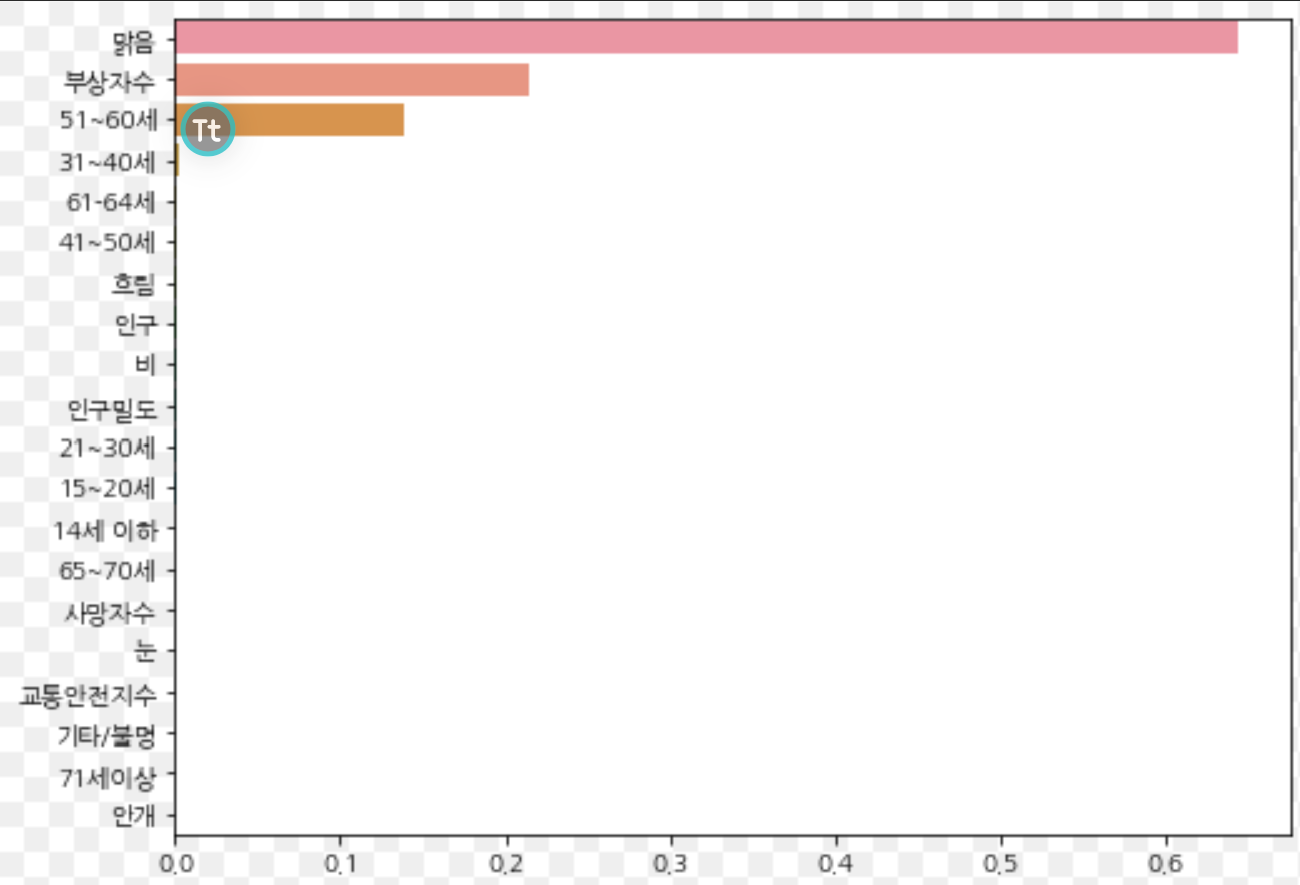 맑음
부상자수
51~60세
Tt
31~40세
61-64세
41~50세
흐림
인구
비
인구밀도
21~30세
15~20세
14세 이하
65~70세
사망자수
눈
교통안전지수
기타/불명
71세이상
안개
0.0 0.1 0.2 0.3 0.4 0.5 0.6